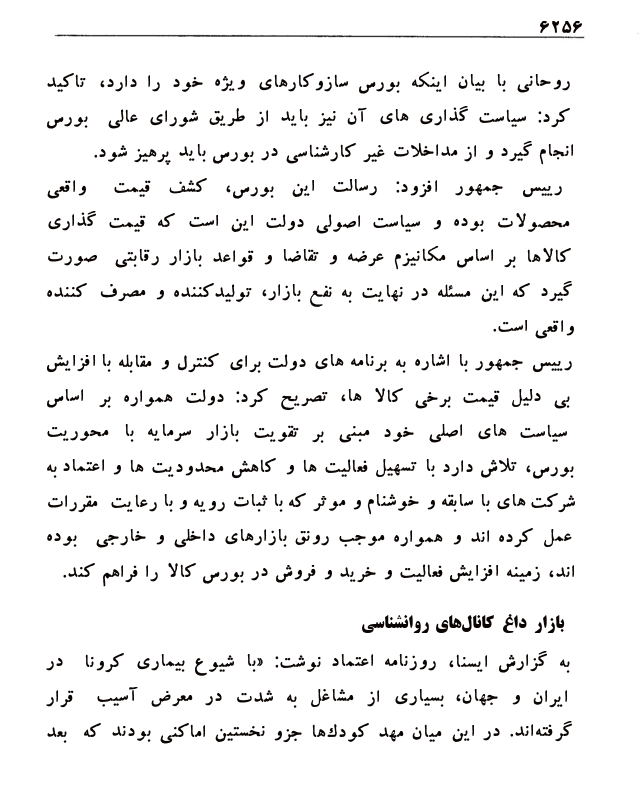 ۶۲۵۶
روحانی با بیان اینکه بورس سازوکارهای ویژه خود را دارد، تاکید
کرد: سیاست گذاری های آن نیز باید از طریق شورای عالی بورس
انجام گیرد و از مداخلات غیر کارشناسی در بورس باید پرهیز شود.
رییس جمهور افزود: رسالت این بورس، کشف قیمت واقعی
محصولات بوده و سیاست اصولی دولت این است که قیمت گذاری
کالاها بر اساس مکانیزم عرضه و تقاضا و قواعد بازار رقابتی صورت
گیرد که این مسئله در نهایت به نفع بازار، تولیدکننده و مصرف کننده
واقعی است.
رییس جمهور با اشاره به برنامه های دولت برای کنترل و مقابله با افزایش
بی دلیل قیمت برخی کالا ها، تصریح کرد: دولت همواره بر اساس
سیاست های اصلی خود مبنی بر تقویت بازار سرمایه با محوریت
بورس، تلاش دارد با تسهیل فعالیت ها و کاهش محدودیت ها و اعتماد به
شرکت های با سابقه و خوشنام و موثر که با ثبات رویه و با رعایت مقررات
عمل کرده اند و همواره موجب رونق بازارهای داخلی و خارجی بوده
اند، زمینه افزایش فعالیت و خرید و فروش در بورس کالا را فراهم کند.
بازار داغ کانال‌های روانشناسی
به گزارش ایسنا، روزنامه اعتماد نوشت: «با شیوع بیماری کرونا در
ایران و جهان، بسیاری از مشاغل به شدت در معرض آسیب قرار
گرفته‌اند. در این میان مهد کودك‌ها جزو نخستین اماکنی بودند که بعد